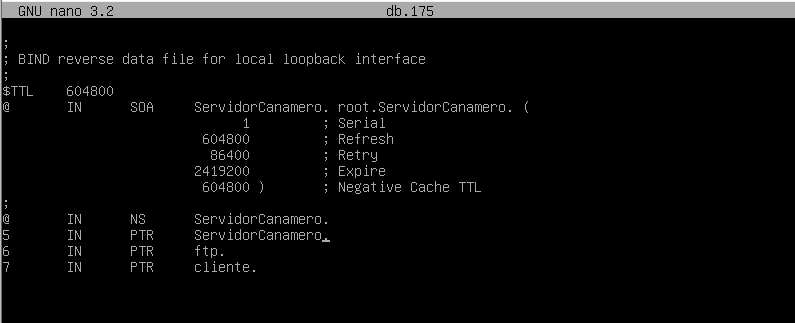 GNU nano 3.2 db.175
;
; BIND reverse data file for local loopback interface
;
$TTL 604800
@ IN SOA ServidorCanamero. root.ServidorCanamero. (
1 ; Serial
604800 ; Refresh
86400 ; Retry
2419200 ; Expire
604800 ) ; Negative Cache TTL
;
@ IN NS ServidorCanamero.
5 IN PTR ServidorCanamero.
6 IN PTR ftp.
7 IN PTR cliente.